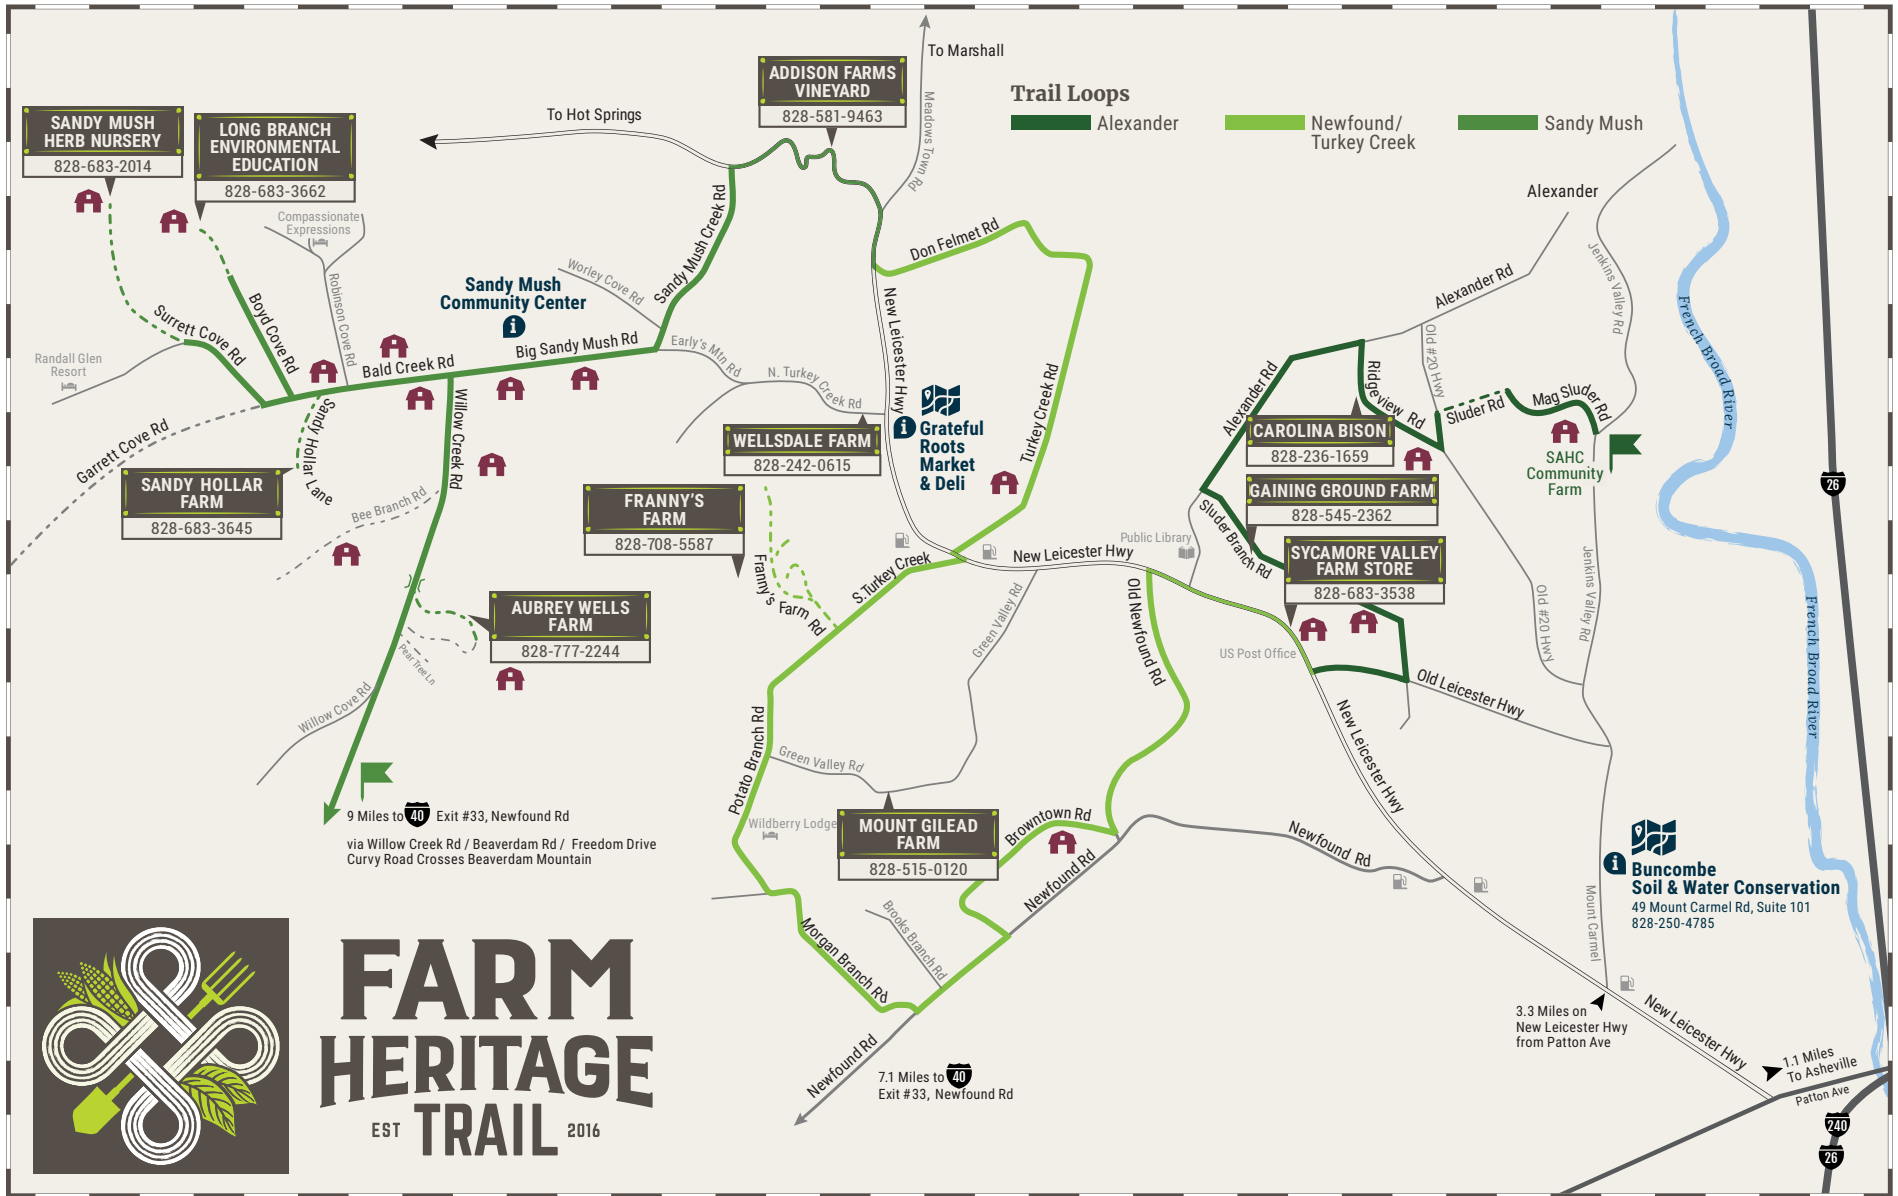 To Marshall
Meadows Town Rd
ADDISON FARMS
VINEYARD
828-581-9463
To Hot Springs
Trail Loops
Alexander
Newfound/
Turkey Creek
Sandy Mush
SANDY MUSH
HERB NURSERY
828-683-2014
LONG BRANCH
ENVIRONMENTAL
EDUCATION
828-683-3662
Compassionate
Expressions
Robinson Cove Rd
Worley Cove Rd
Sandy Mush Creek Rd
Sandy Mush
Community Center
i
Surrett Cove Rd
Boyd Cove Rd
Randall Glen
Resort
Bald Creek Rd
Big Sandy Mush Rd
Early's Mtn Rd
N. Turkey Creek Rd
Garrett Cove Rd
Sandy Hollar Lane
Willow Creek Rd
SANDY HOLLAR
FARM
828-683-3645
Bee Branch Rd
AUBREY WELLS
FARM
828-777-2244
Pear Tree Ln
Willow Cove Rd
9 Miles to 40 Exit #33, Newfound Rd
via Willow Creek Rd / Beaverdam Rd / Freedom Drive
Curvy Road Crosses Beaverdam Mountain
Don Felmet Rd
New Leicester Hwy
Turkey Creek Rd
WELLSDALE FARM
828-242-0615
i
Grateful
Roots
Market
& Deli
FRANNY'S
FARM
828-708-5587
Franny's Farm Rd
S.Turkey Creek
New Leicester Hwy
Public Library
Green Valley Rd
Old Newfound Rd
Potato Branch Rd
Green Valley Rd
Wildberry Lodge
MOUNT GILEAD
FARM
828-515-0120
Browntown Rd
Newfound Rd
Brooks Branch Rd
Morgan Branch Rd
Newfound Rd
7.1 Miles to 40
Exit #33, Newfound Rd
Alexander
Alexander Rd
Jenkins Valley Rd
Old #20 Hwy
Alexander Rd
Ridgeview Rd
Sluder Rd
Mag Sluder Rd
CAROLINA BISON
828-236-1659
SAHC
Community
Farm
GAINING GROUND FARM
828-545-2362
Sluder Branch Rd
SYCAMORE VALLEY
FARM STORE
828-683-3538
US Post Office
Old Leicester Hwy
Old #20 Hwy
Jenkins Valley Rd
New Leicester Hwy
Newfound Rd
French Broad River
French Broad River
26
i
Buncombe
Soil & Water Conservation
49 Mount Carmel Rd, Suite 101
828-250-4785
Mount Carmel
3.3 Miles on
New Leicester Hwy
from Patton Ave
New Leicester Hwy
1.1 Miles
To Asheville
Patton Ave
240
26
FARM
HERITAGE
EST TRAIL 2016